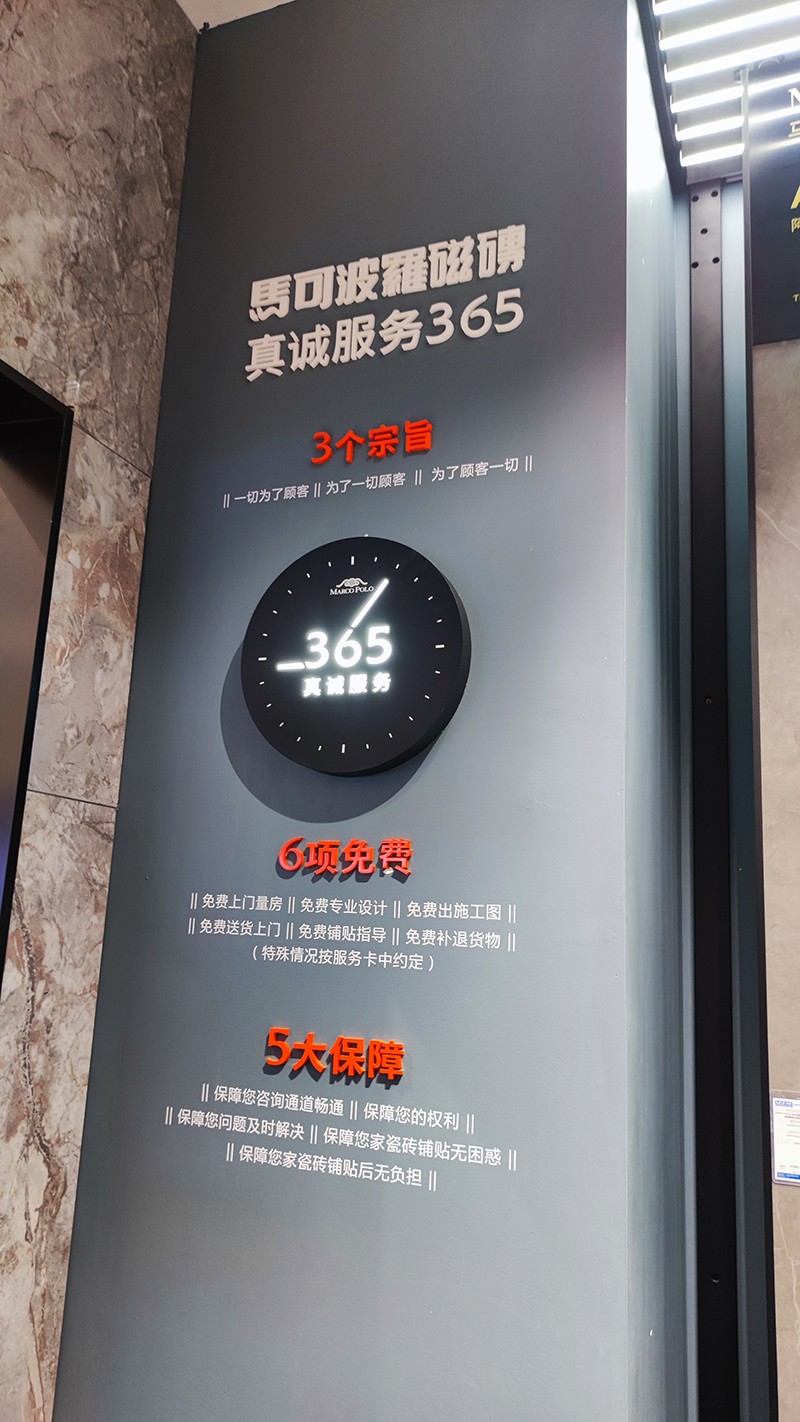 馬可波羅磁磚
真诚服务365
3个宗旨
|| 一切为了顾客 || 为了一切顾客 || 为了顾客一切 ||
MARCO POLO
365
真诚服务
6项免费
|| 免费上门量房 || 免费专业设计 || 免费出施工图 ||
|| 免费送货上门 || 免费铺贴指导 || 免费补退货物 ||
(特殊情况按服务卡中约定)
5大保障
|| 保障您咨询通道畅通 || 保障您的权利 ||
|| 保障您问题及时解决 || 保障您家瓷砖铺贴无困惑 ||
|| 保障您家瓷砖铺贴后无负担 ||